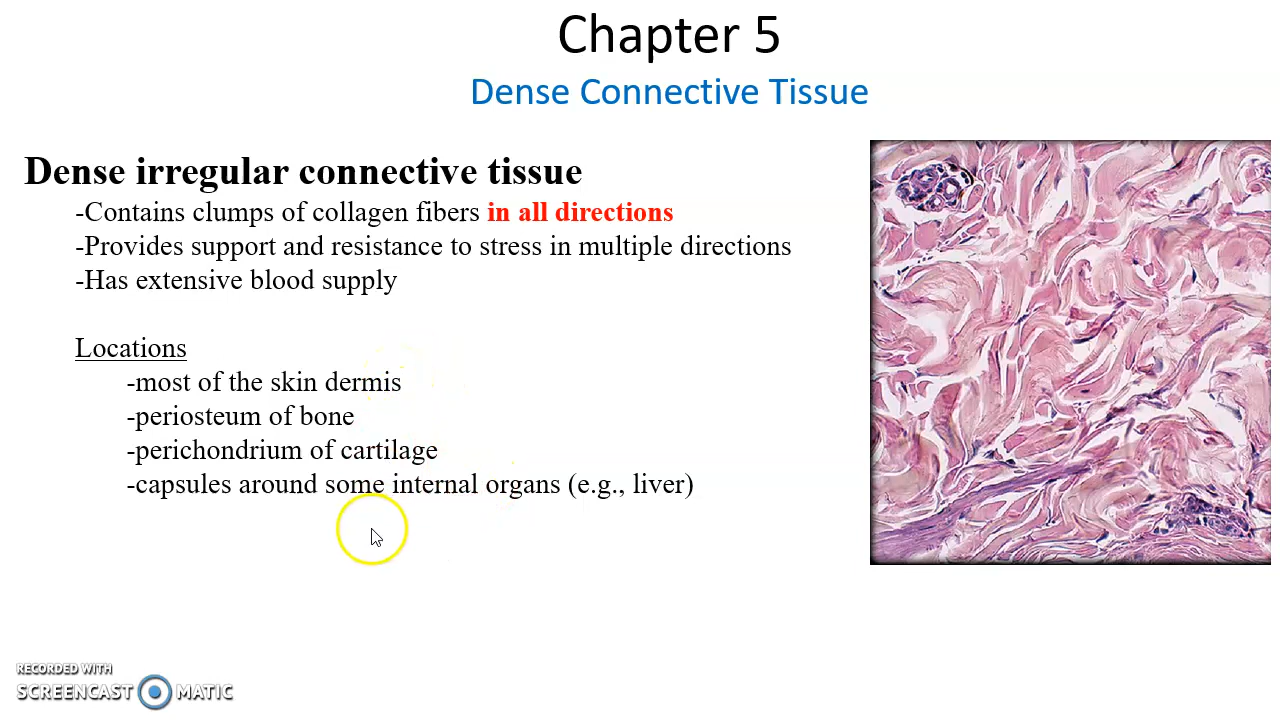 Chapter 5
Dense Connective Tissue
Dense irregular connective tissue
-Contains clumps of collagen fibers in all directions
-Provides support and resistance to stress in multiple directions
-Has extensive blood supply
Locations
-most of the skin dermis
-periosteum of bone
-perichondrium of cartilage
-capsules around some internal organs (e.g., liver)
RECORDED WITH
SCREENCAST MATIC